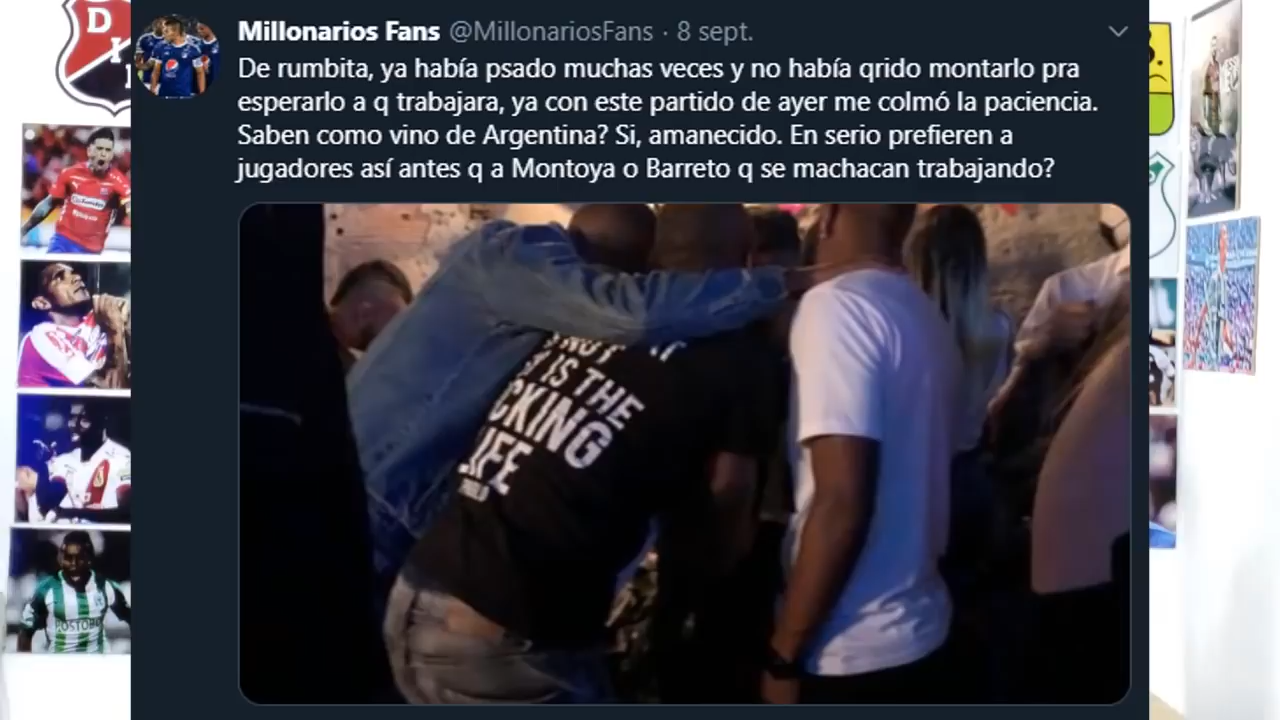 Millonarios Fans @MillonariosFans · 8 sept.
De rumbita, ya había psado muchas veces y no había qrido montarlo pra
esperarlo a q trabajara, ya con este partido de ayer me colmó la paciencia.
Saben como vino de Argentina? Si, amanecido. En serio prefieren a
jugadores así antes q a Montoya o Barreto q se machacan trabajando?
IS THE
CKING
LIFE
D
I
POSTOBÓN